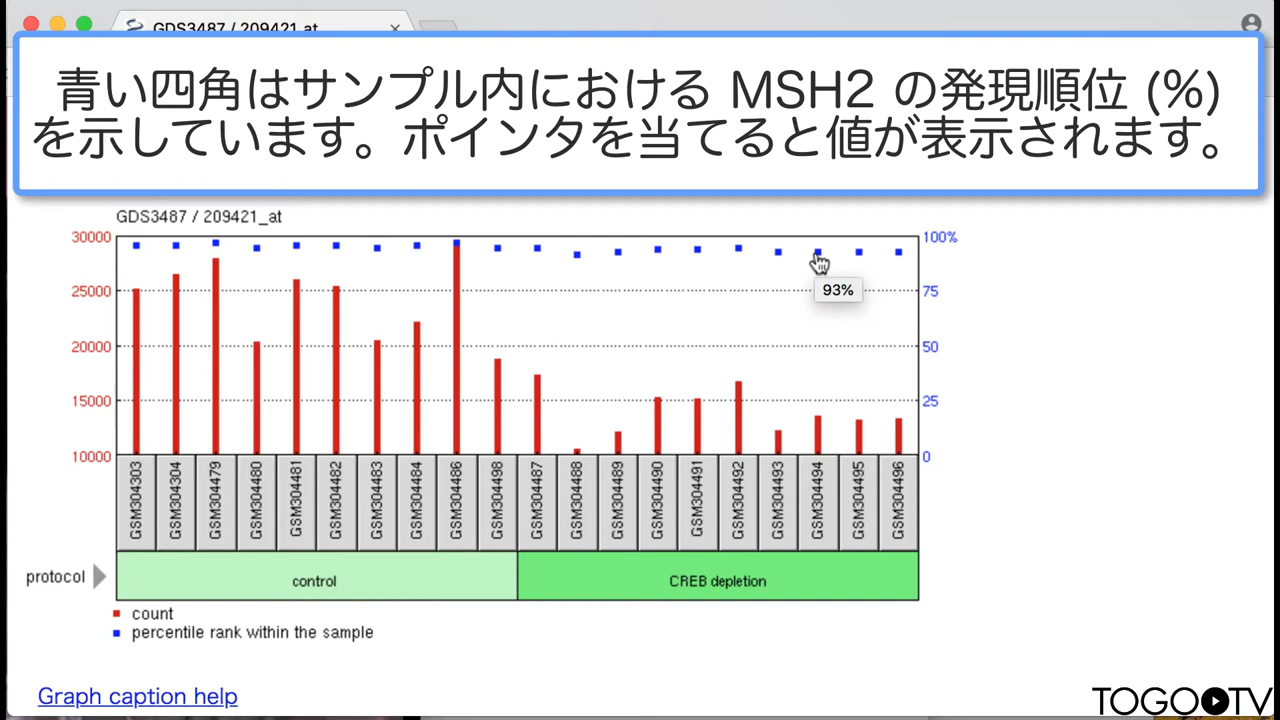 GDS3487 / 209421_at
青い四角はサンプル内における MSH2 の発現順位 (%)
を示しています。ポインタを当てると値が表示されます。
GDS3487 / 209421_at
30000
25000
20000
15000
10000
100%
75
50
25
0
93%
GSM304303
GSM304304
GSM304479
GSM304480
GSM304481
GSM304482
GSM304483
GSM304484
GSM304486
GSM304498
GSM304487
GSM304488
GSM304489
GSM304490
GSM304491
GSM304492
GSM304493
GSM304494
GSM304495
GSM304496
protocol
control
CREB depletion
count
percentile rank within the sample
Graph caption help
TOGOTV